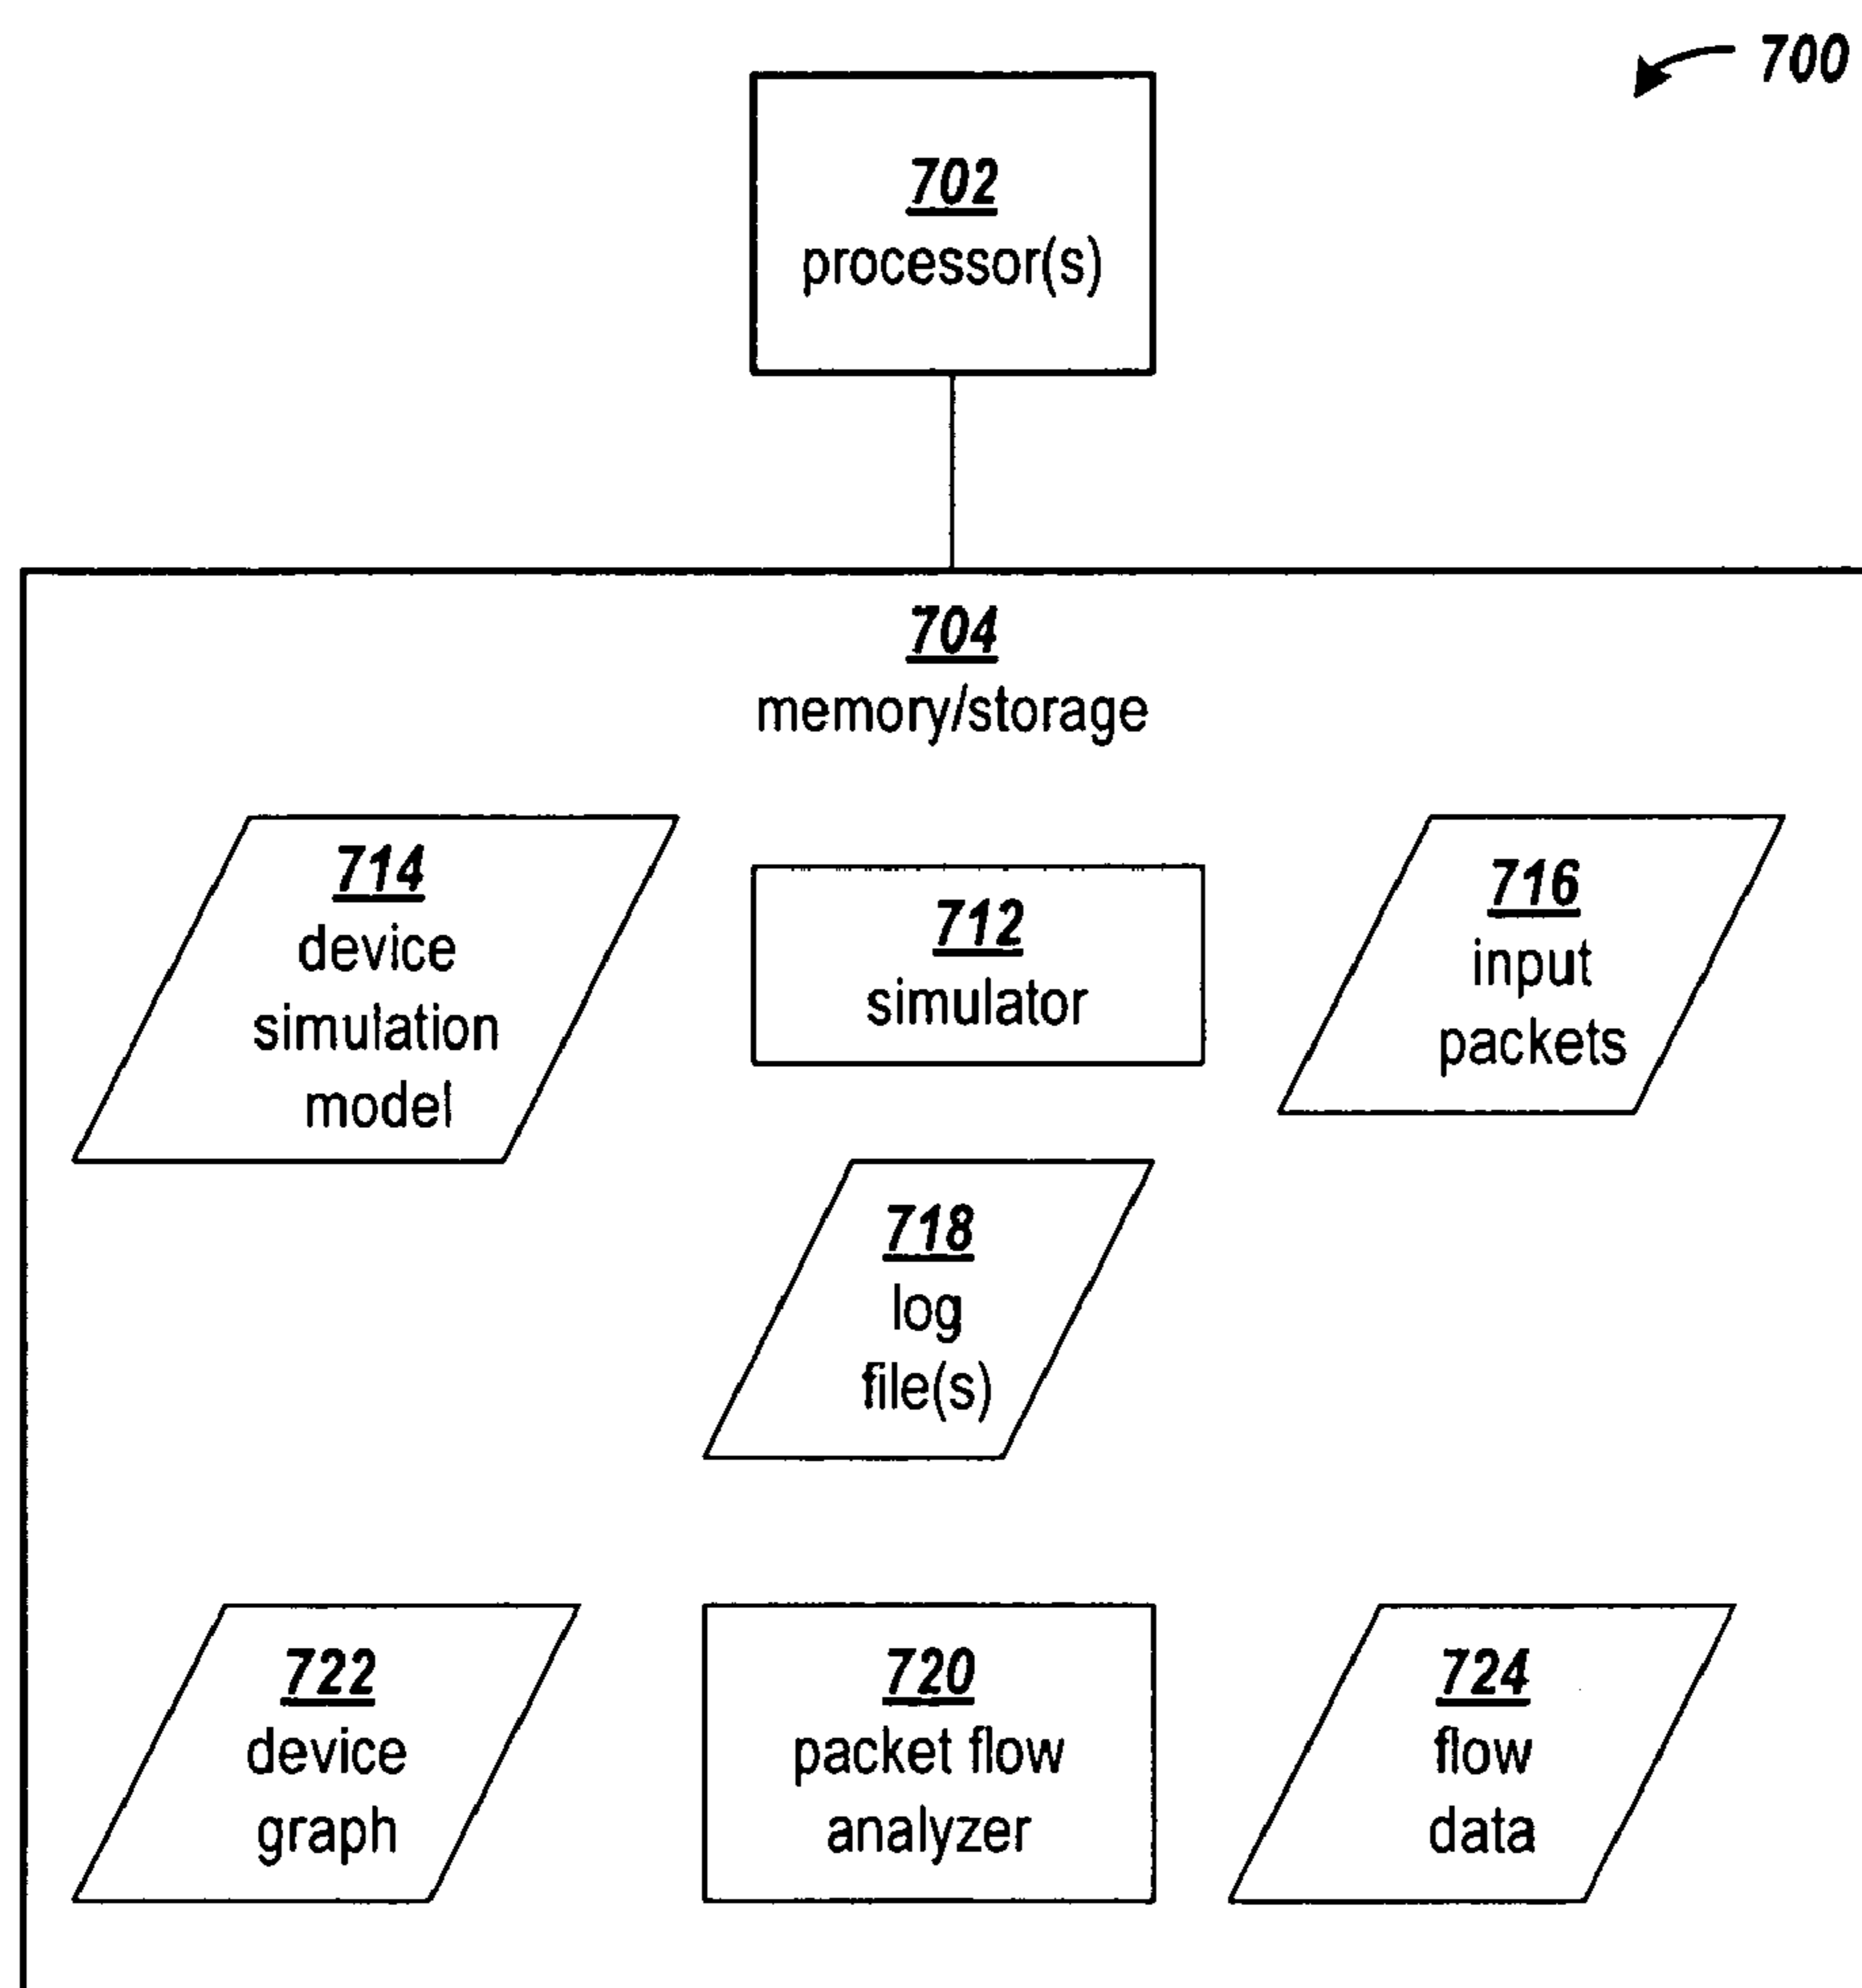 700
702
processor(s)
704
memory/storage
714
device
simulation
model
712
simulator
716
input
packets
718
log
file(s)
722
device
graph
720
packet flow
analyzer
724
flow
data